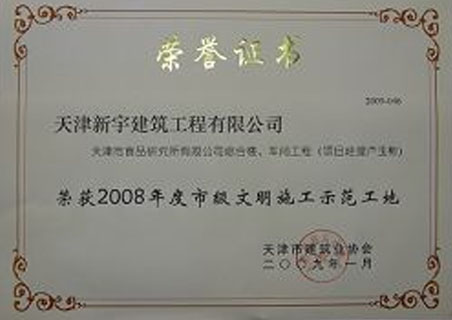 荣誉证书
2009-046
天津新宇建筑工程有限公司
天津市食品研究所有限公司综合楼、车间工程（项目经理
荣获2008年度市级文明施工示范工地
天津市建筑业协会
二〇〇九年一月